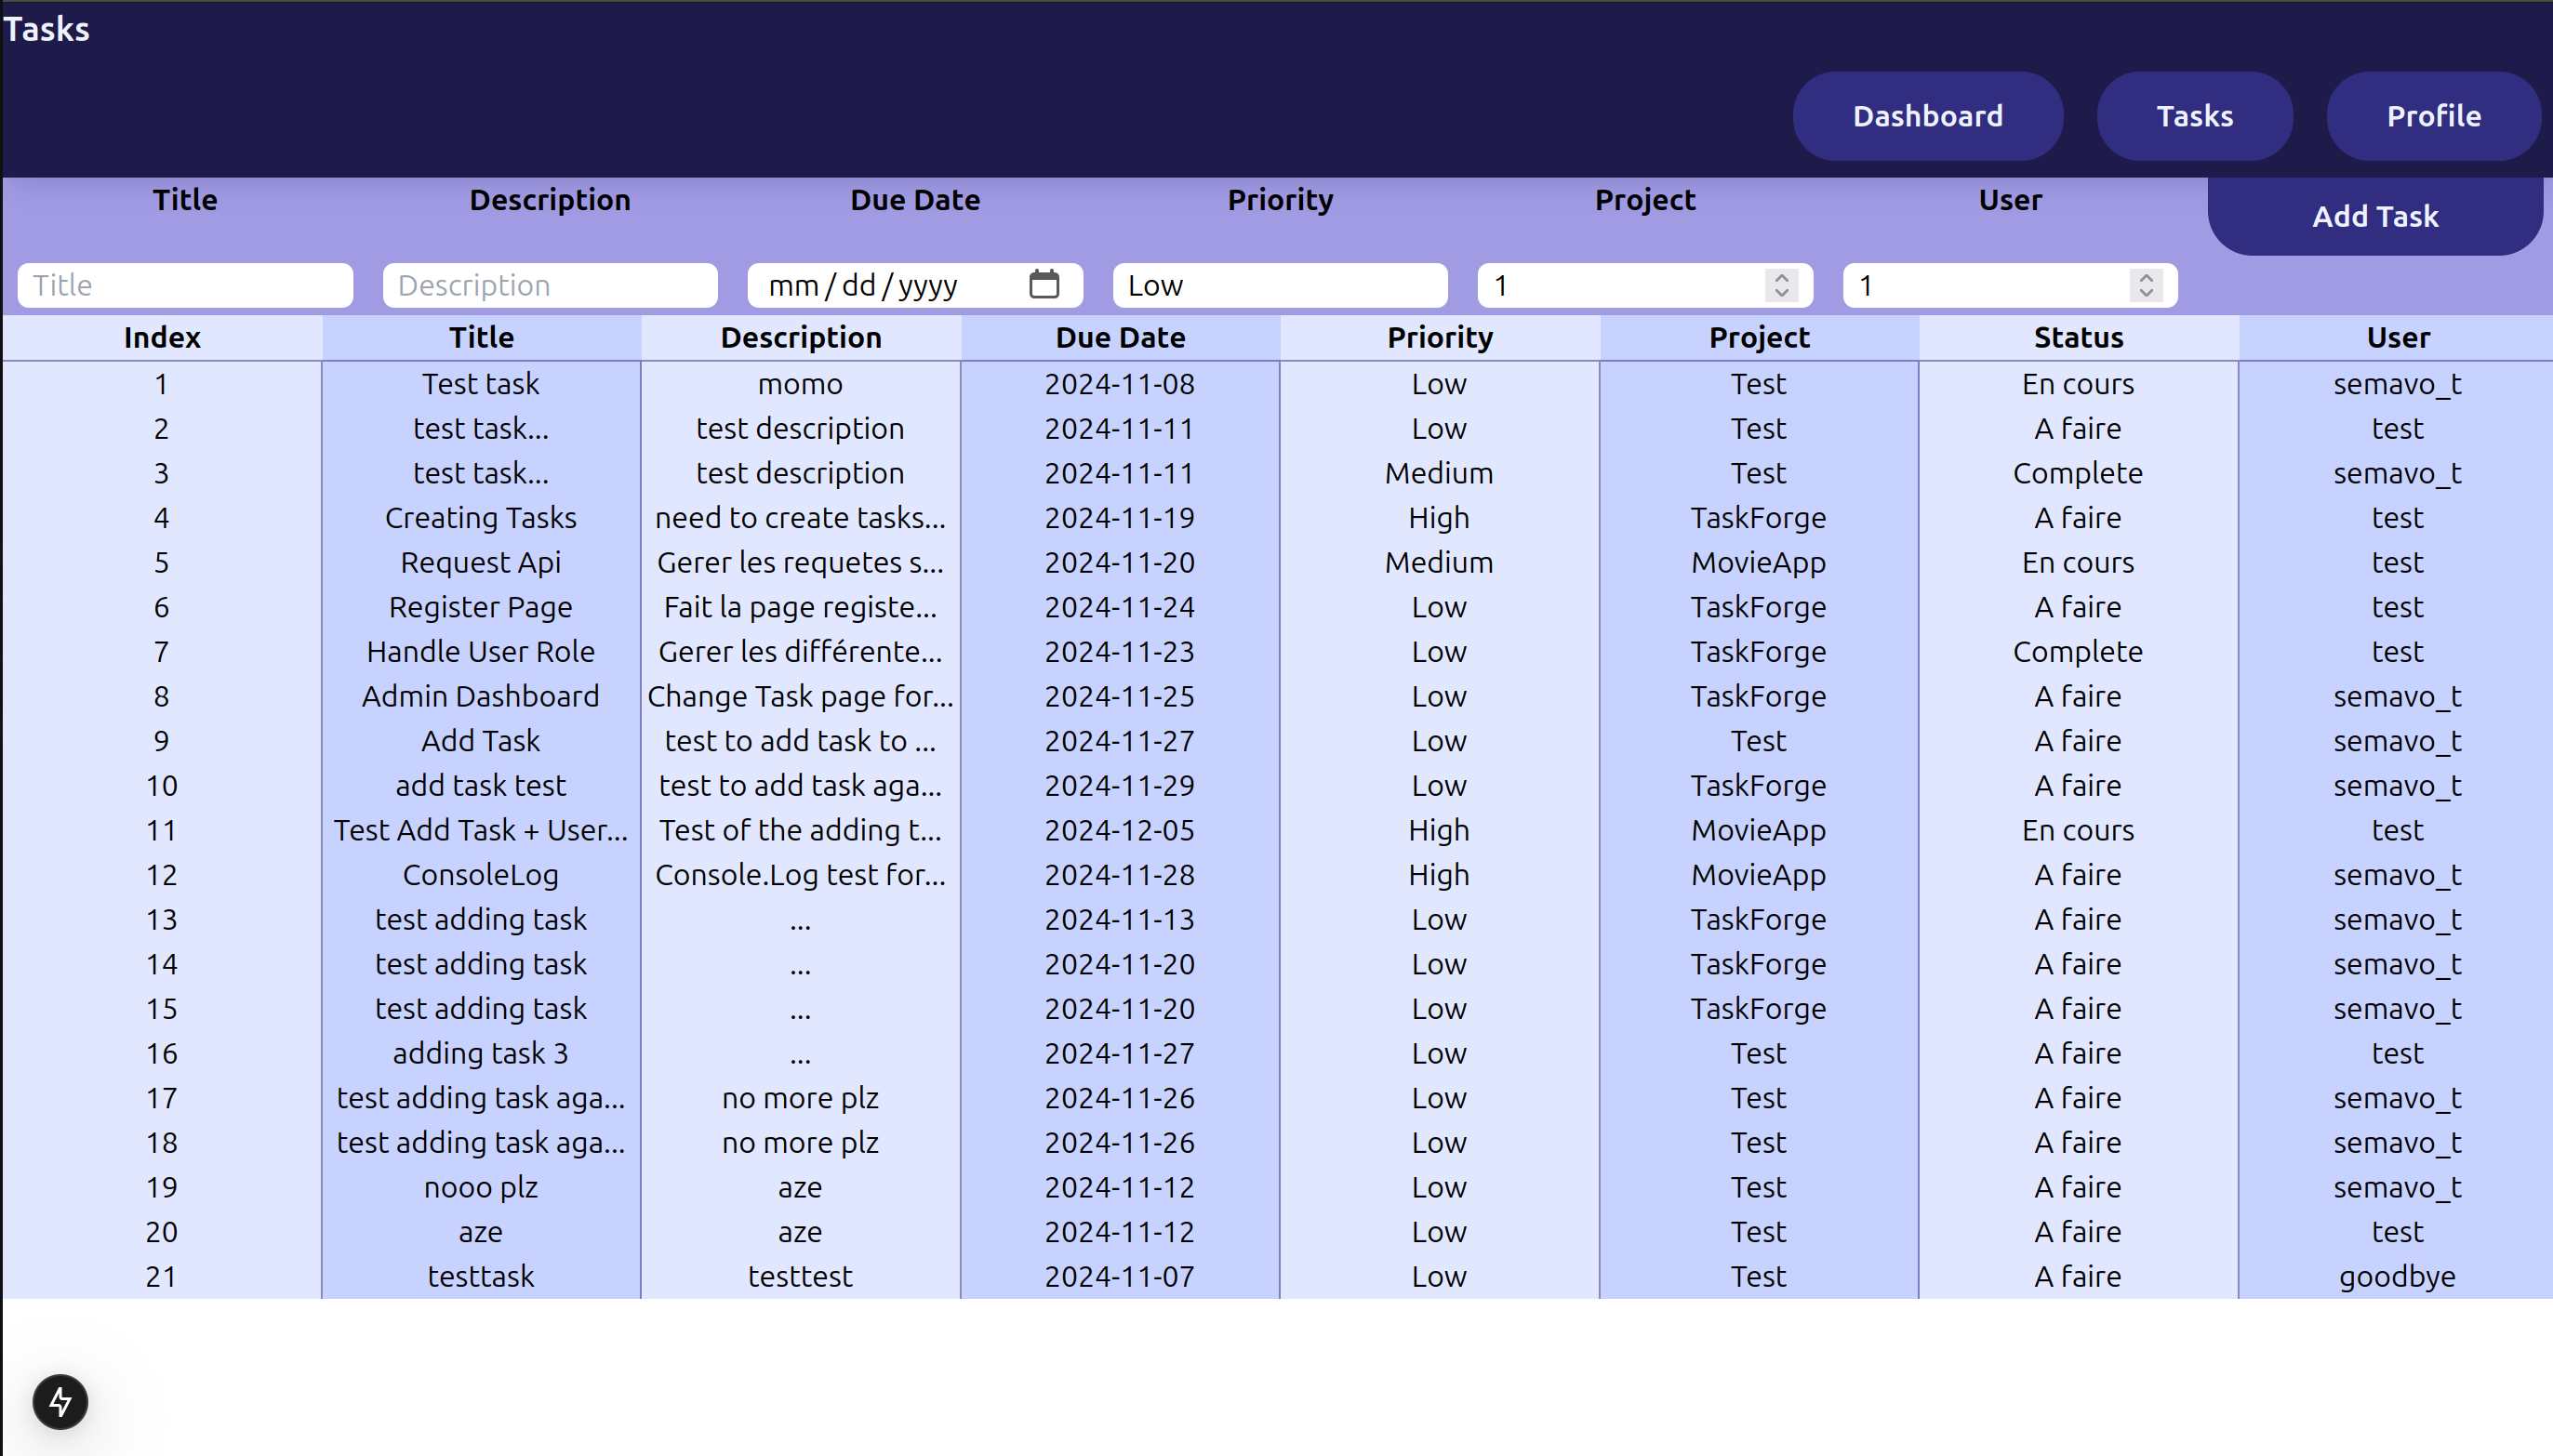 Tasks
Dashboard Tasks Profile
Title Description Due Date Priority Project User Add Task
Title Description mm/dd/yyyy Low 1 1
Index Title Description Due Date Priority Project Status User
1 Test task momo 2024-11-08 Low Test En cours semavo_t
2 test task... test description 2024-11-11 Low Test A faire test
3 test task... test description 2024-11-11 Medium Test Complete semavo_t
4 Creating Tasks need to create tasks... 2024-11-19 High TaskForge A faire test
5 Request Api Gerer les requetes s... 2024-11-20 Medium MovieApp En cours test
6 Register Page Fait la page registe... 2024-11-24 Low TaskForge A faire test
7 Handle User Role Gerer les différente... 2024-11-23 Low TaskForge Complete test
8 Admin Dashboard Change Task page for... 2024-11-25 Low TaskForge A faire semavo_t
9 Add Task test to add task to ... 2024-11-27 Low Test A faire semavo_t
10 add task test test to add task aga... 2024-11-29 Low TaskForge A faire semavo_t
11 Test Add Task + User... Test of the adding t... 2024-12-05 High MovieApp En cours test
12 ConsoleLog Console.Log test for... 2024-11-28 High MovieApp A faire semavo_t
13 test adding task ... 2024-11-13 Low TaskForge A faire semavo_t
14 test adding task ... 2024-11-20 Low TaskForge A faire semavo_t
15 test adding task ... 2024-11-20 Low TaskForge A faire semavo_t
16 adding task 3 ... 2024-11-27 Low Test A faire test
17 test adding task aga... no more plz 2024-11-26 Low Test A faire semavo_t
18 test adding task aga... no more plz 2024-11-26 Low Test A faire semavo_t
19 nooo plz aze 2024-11-12 Low Test A faire semavo_t
20 aze aze 2024-11-12 Low Test A faire test
21 testtask testtest 2024-11-07 Low Test A faire goodbye